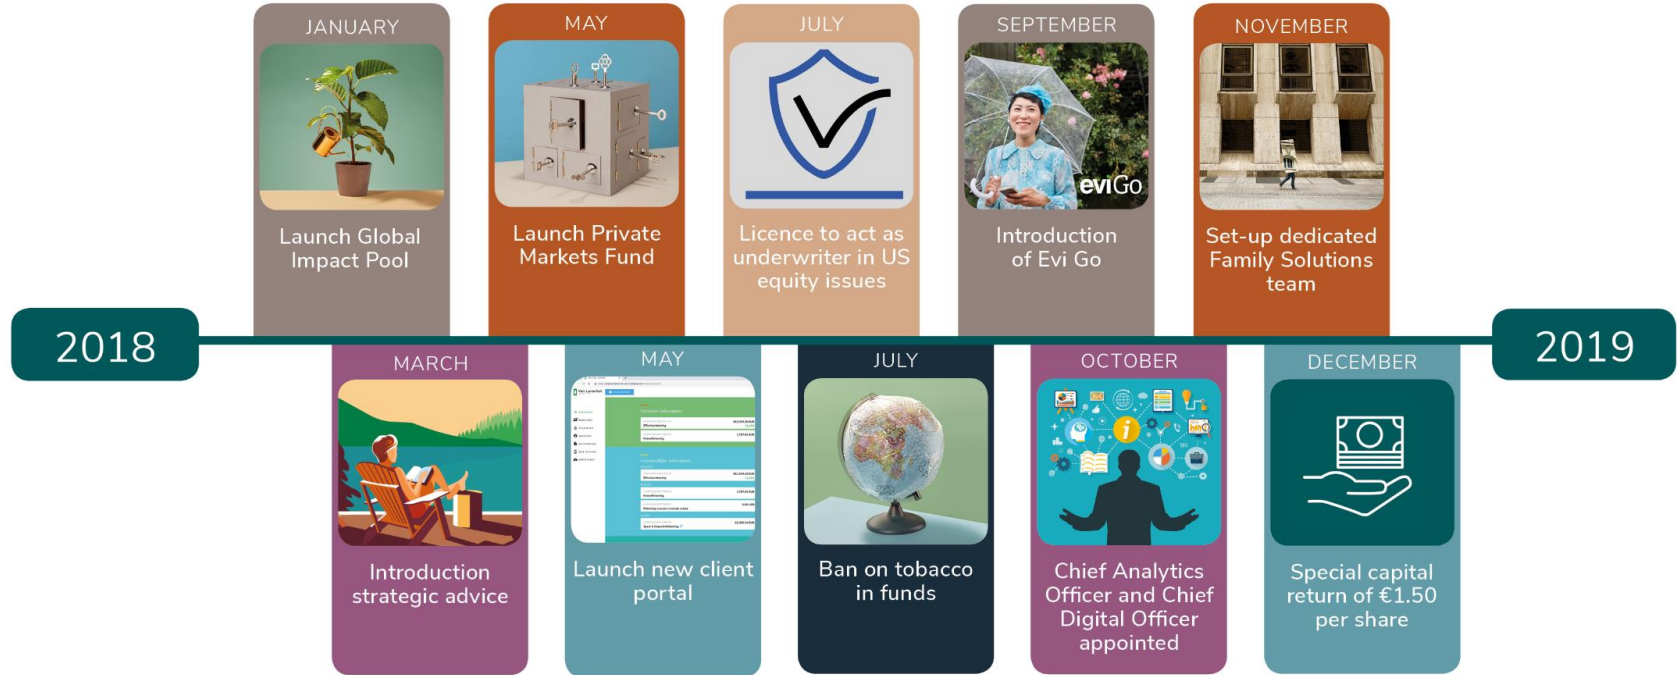 JANUARY
Launch Global
Impact Pool
MAY
Launch Private
Markets Fund
JULY
Licence to act as
underwriter in US
equity issues
SEPTEMBER
eviGo
Introduction
of Evi Go
NOVEMBER
Set-up dedicated
Family Solutions
team
2018
2019
MARCH
Introduction
strategic advice
MAY
Van Lanschot
Launch new client
portal
JULY
Ban on tobacco
in funds
OCTOBER
Chief Analytics
Officer and Chief
Digital Officer
appointed
DECEMBER
Special capital
return of €1.50
per share